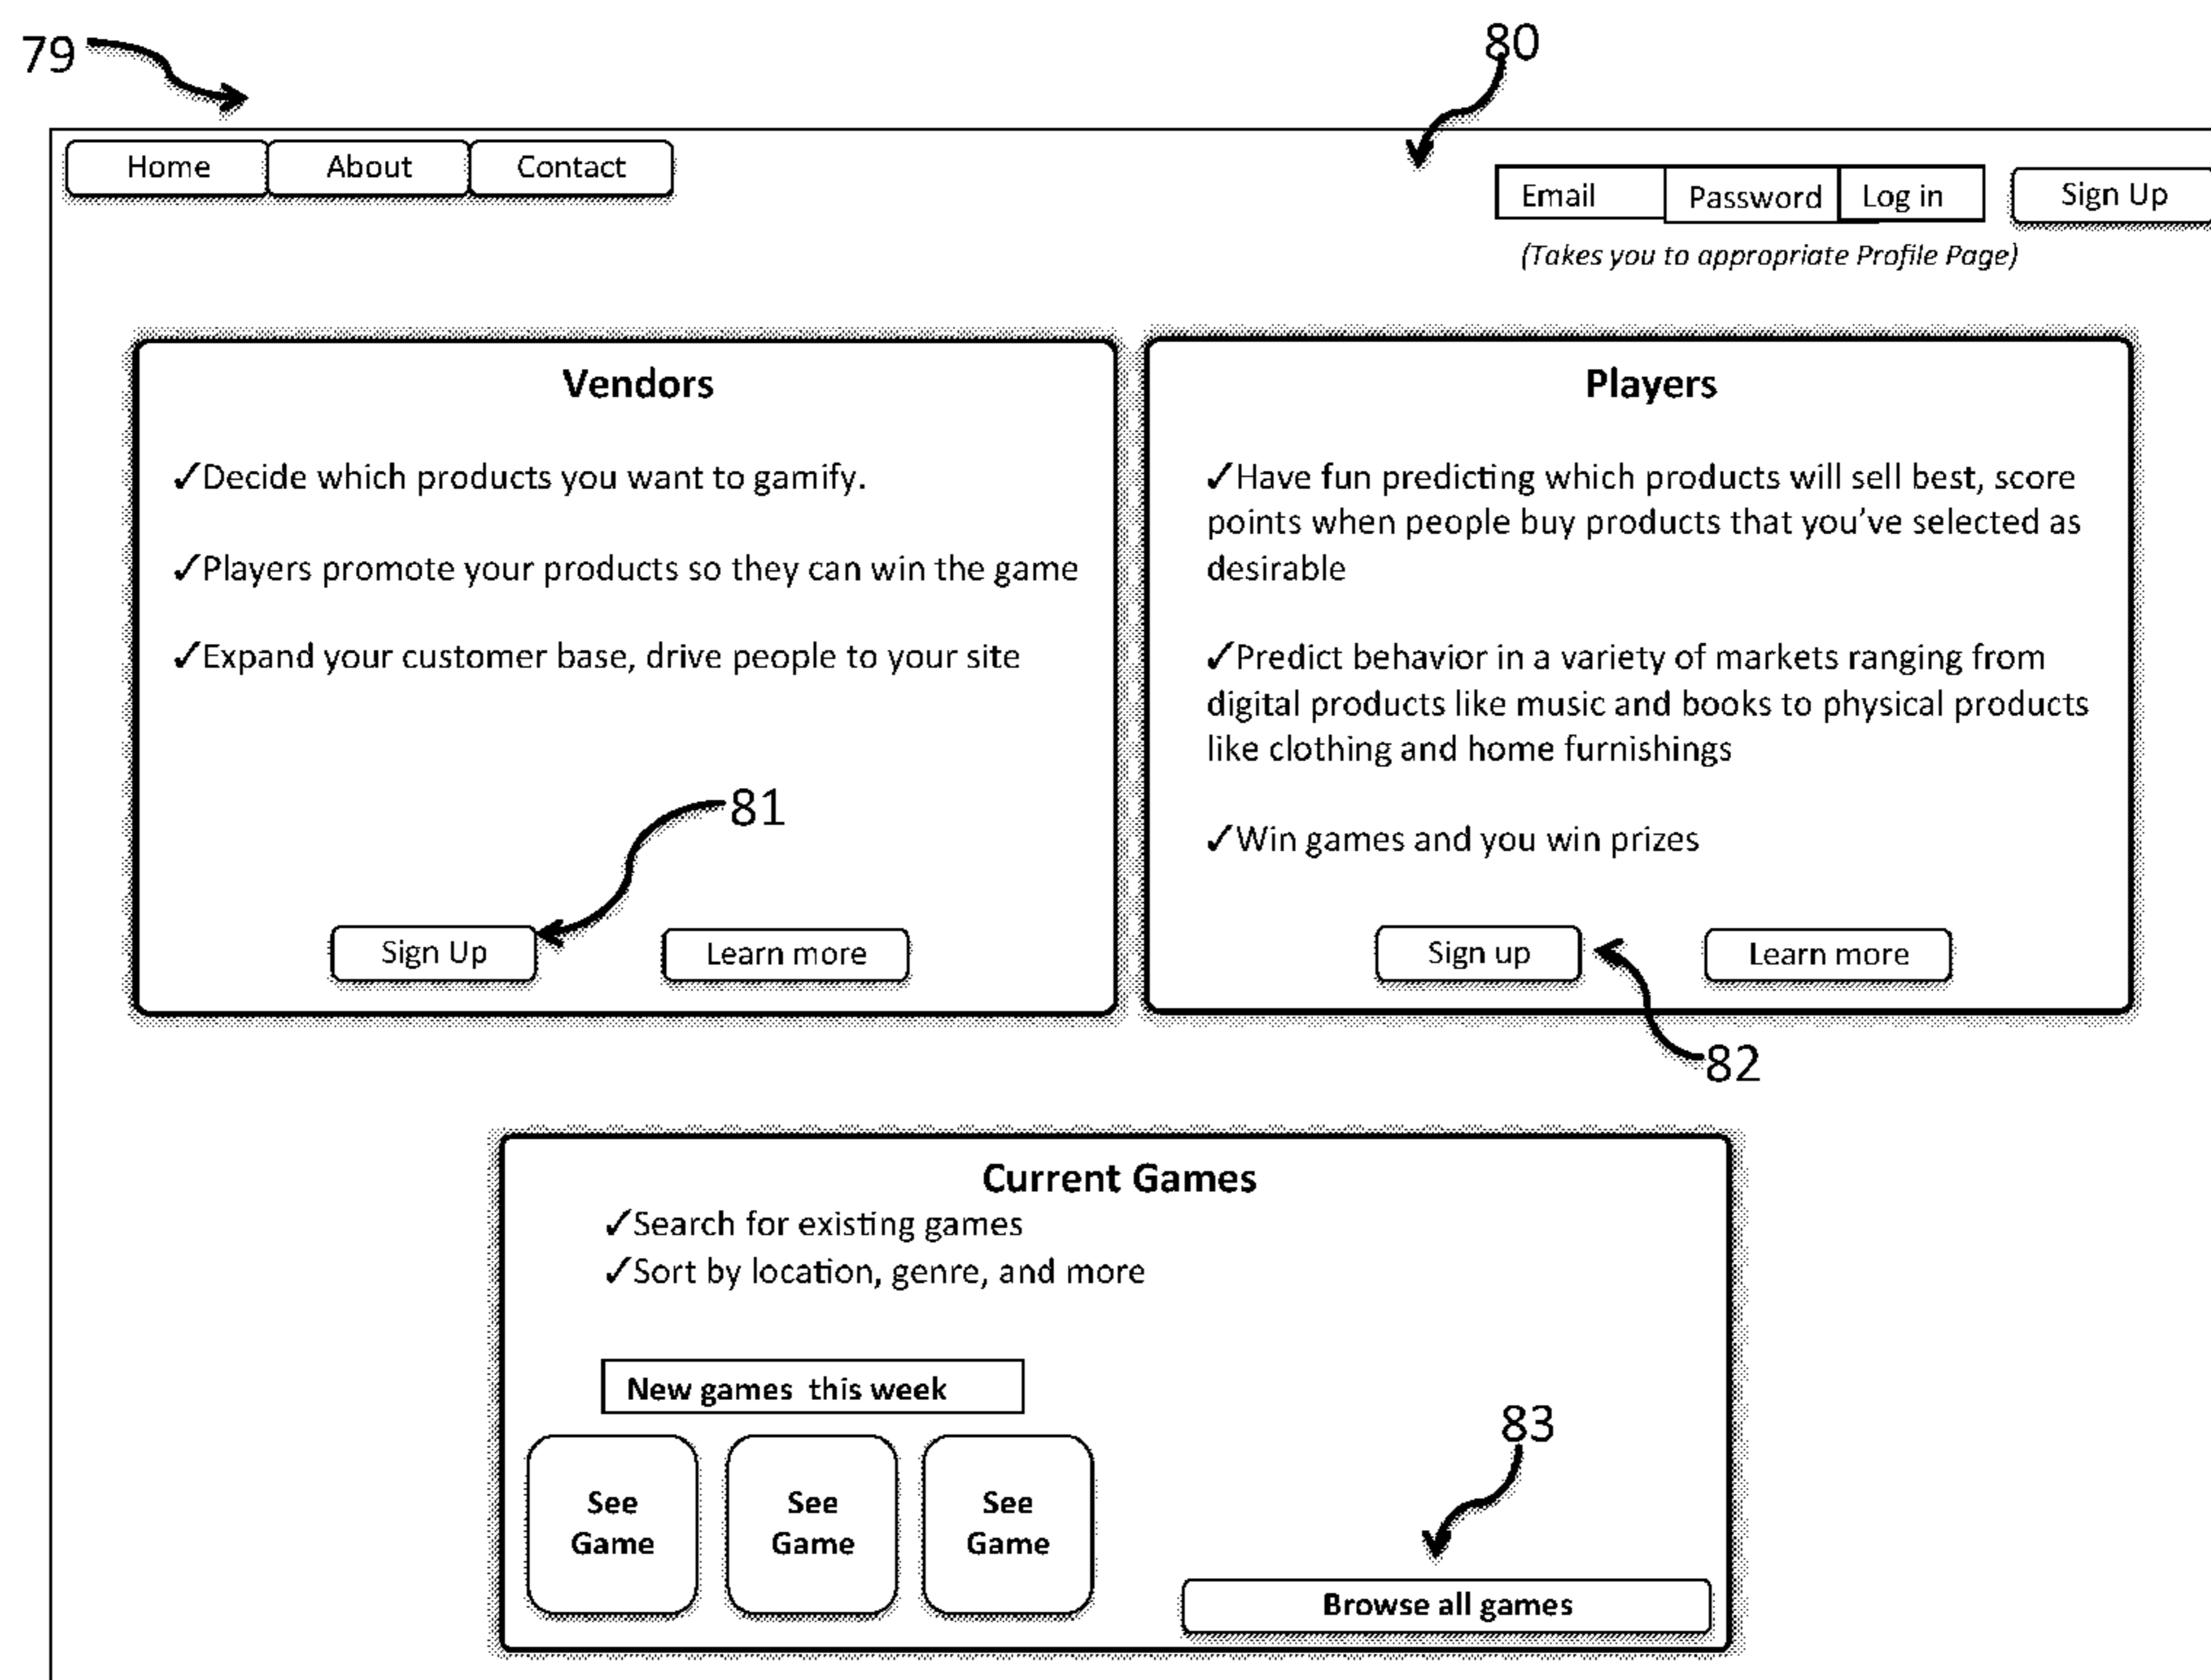 79
80
Home About Contact
Email Password Log in Sign Up
(Takes you to appropriate Profile Page)
Vendors
✓Decide which products you want to gamify.
✓Players promote your products so they can win the game
✓Expand your customer base, drive people to your site
81
Sign Up Learn more
Players
✓Have fun predicting which products will sell best, score
points when people buy products that you've selected as
desirable
✓Predict behavior in a variety of markets ranging from
digital products like music and books to physical products
like clothing and home furnishings
✓Win games and you win prizes
Sign up Learn more
82
Current Games
✓Search for existing games
✓Sort by location, genre, and more
New games this week
83
See
Game
See
Game
See
Game
Browse all games